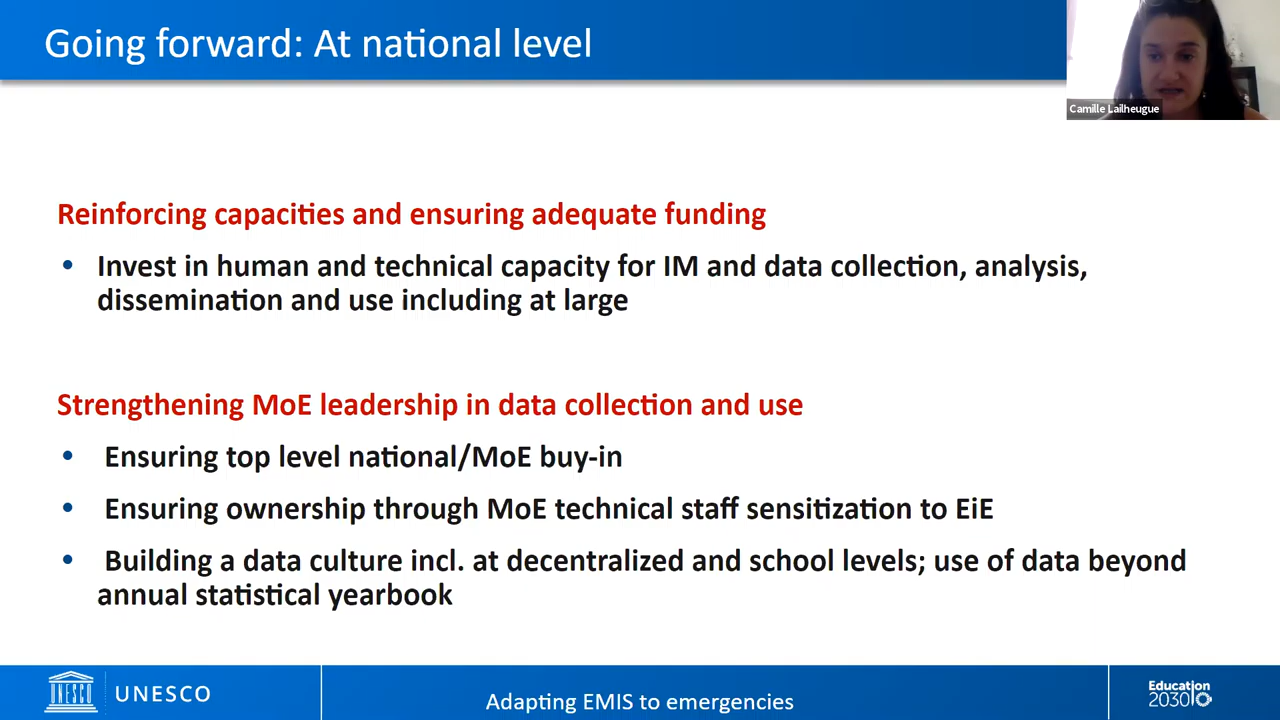 Going forward: At national level
Camille Lailheugue
Reinforcing capacities and ensuring adequate funding
• Invest in human and technical capacity for IM and data collection, analysis,
dissemination and use including at large
Strengthening MoE leadership in data collection and use
• Ensuring top level national/MoE buy-in
• Ensuring ownership through MoE technical staff sensitization to EiE
• Building a data culture incl. at decentralized and school levels; use of data beyond
annual statistical yearbook
UNESCO
UNESCO
Adapting EMIS to emergencies
Education
2030